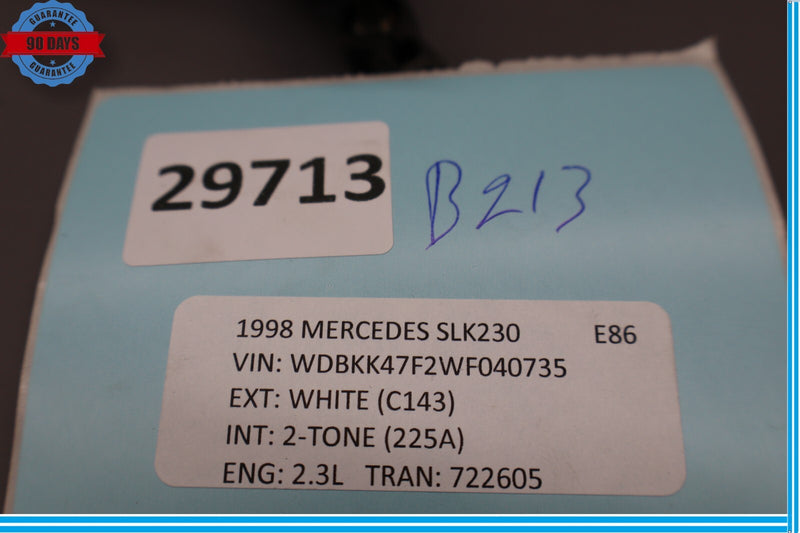 GUARANTEE
90 DAYS
GUARANTEE
29713
B213
1998 MERCEDES SLK230 E86
VIN: WDBKK47F2WF040735
EXT: WHITE (C143)
INT: 2-TONE (225A)
ENG: 2.3L TRAN: 722605